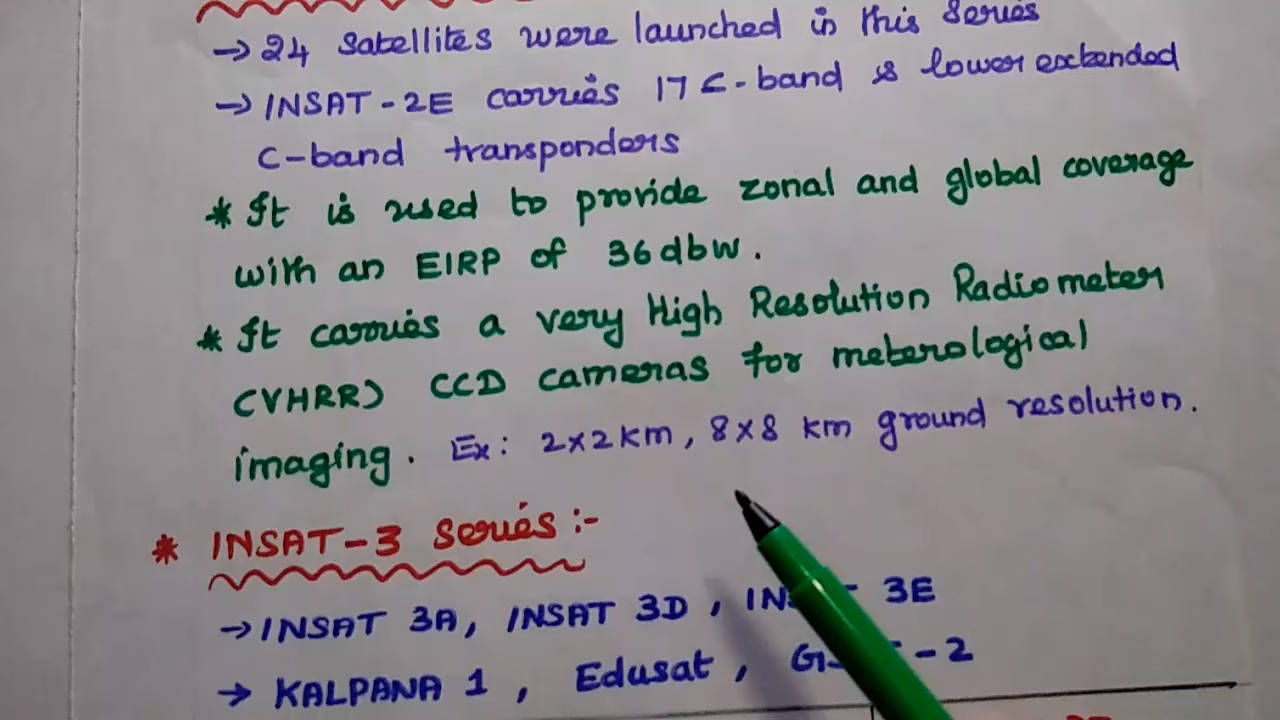 → 24 satellites were launched in this series
→ INSAT-2E carries 17 C-band & lower extended
C-band transponders
* It is used to provide zonal and global coverage
with an EIRP of 36dbw.
* It carries a very High Resolution Radiometer
(VHRR) CCD cameras for meterological
imaging. Ex: 2×2km, 8×8 km ground resolution.
* INSAT-3 Series:-
→ INSAT 3A, INSAT 3D, 3E
→ KALPANA 1, Edusat, -2